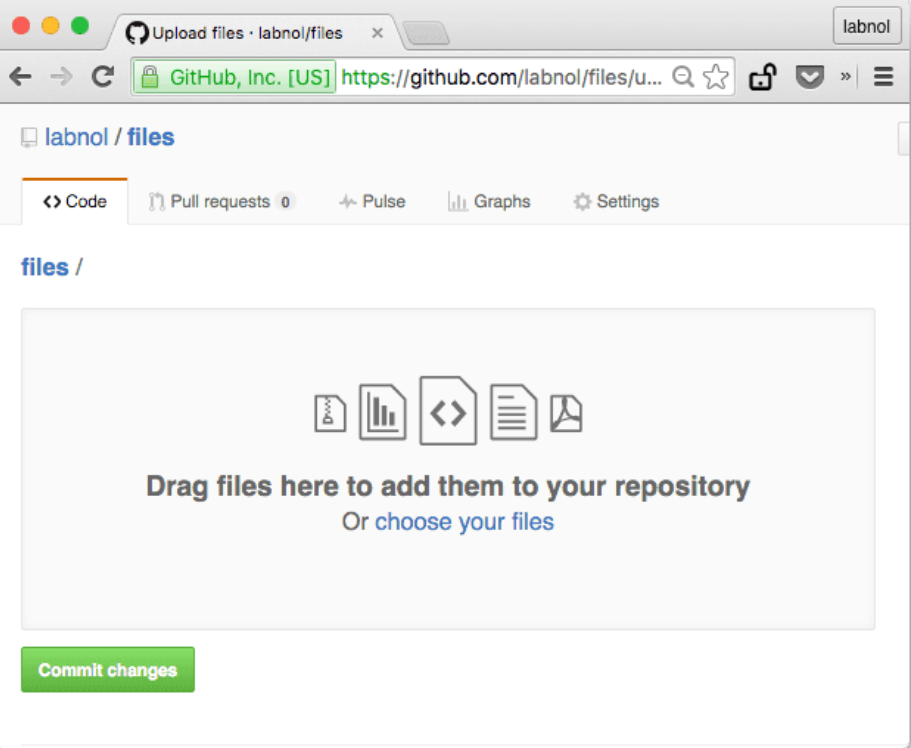 Upload files · labnol/files ×
labnol
GitHub, Inc. [US] https://github.com/labnol/files/u... »
labnol / files
<> Code Pull requests 0 Pulse Graphs Settings
files /
Drag files here to add them to your repository
Or choose your files
Commit changes